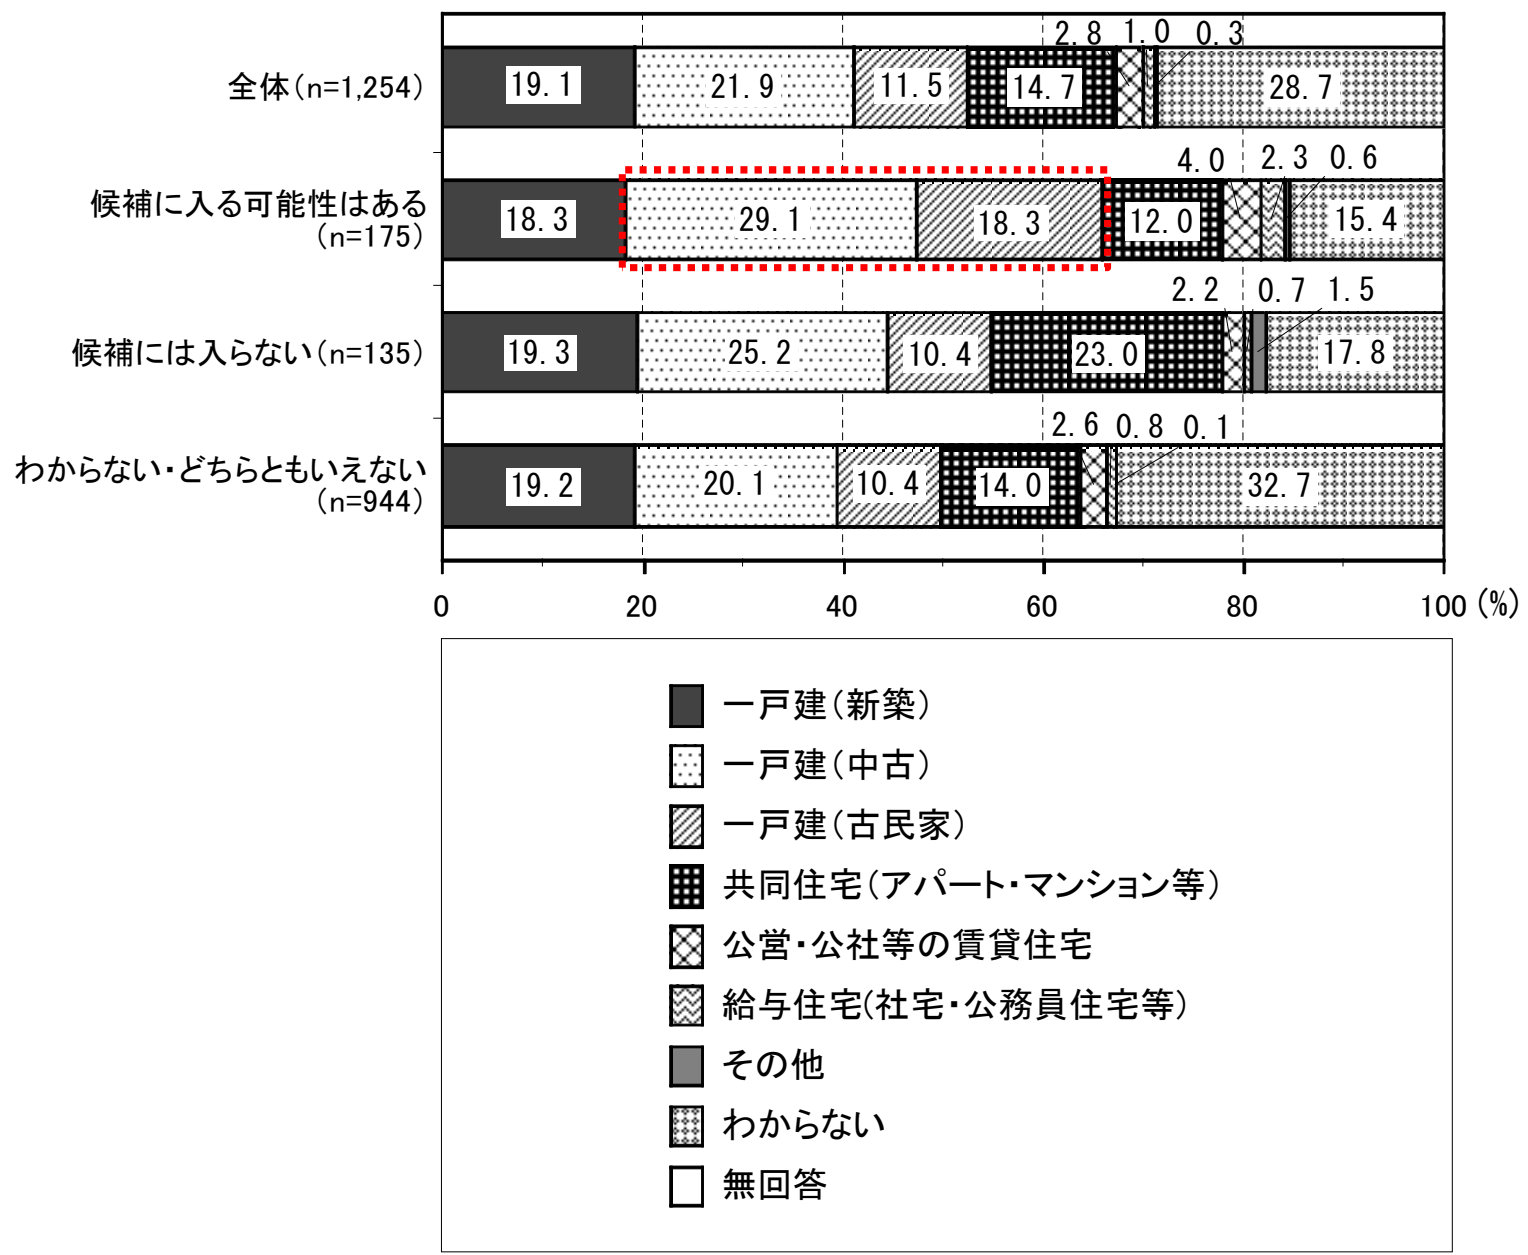 2.8 1.0 0.3
全体(n=1,254) 19.1 21.9 11.5 14.7 28.7
4.0 2.3 0.6
候補に入る可能性はある
(n=175) 18.3 29.1 18.3 12.0 15.4
2.2 0.7 1.5
候補には入らない(n=135) 19.3 25.2 10.4 23.0 17.8
2.6 0.8 0.1
わからない・どちらともいえない
(n=944) 19.2 20.1 10.4 14.0 32.7
0 20 40 60 80 100 (%)
一戸建(新築)
一戸建(中古)
一戸建(古民家)
共同住宅(アパート・マンション等)
公営・公社等の賃貸住宅
給与住宅(社宅・公務員住宅等)
その他
わからない
無回答